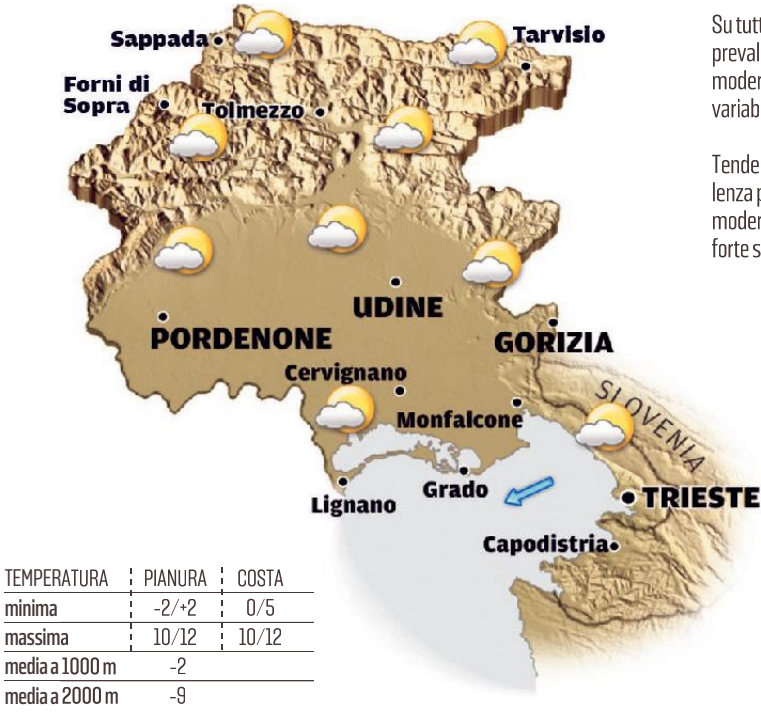 Sappada
Tarvisio
Forni di
Sopra
Tolmezzo
UDINE
PORDENONE
GORIZIA
Cervignano
Monfalcone
SLOVENIA
Lignano
Grado
TRIESTE
Capodistria
Su tutt
preval
moder
variab
Tende
lenza p
moder
forte s
TEMPERATURA PIANURA COSTA
minima -2/+2 0/5
massima 10/12 10/12
media a 1000 m -2
media a 2000 m -9